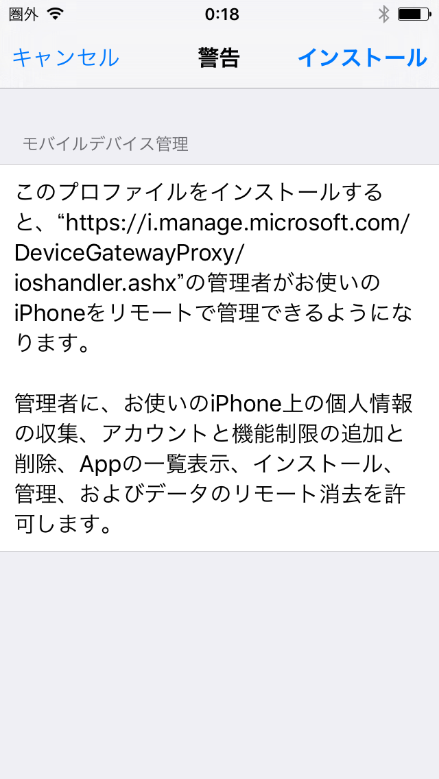 圏外 0:18
キャンセル 警告 インストール
モバイルデバイス管理
このプロファイルをインストールする
と、“https://i.manage.microsoft.com/
DeviceGatewayProxy/
ioshandler.ashx”の管理者がお使いの
iPhoneをリモートで管理できるようにな
ります。
管理者に、お使いのiPhone上の個人情報
の収集、アカウントと機能制限の追加と
削除、Appの一覧表示、インストール、
管理、およびデータのリモート消去を許
可します。